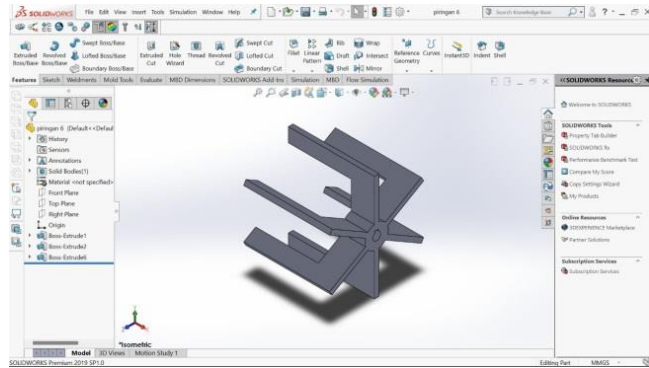 SOLIDWORKS File Edit View Insert Tools Simulation Window Help piringan 6 Search Knowledge Base
Extruded Boss/Base Revolved Boss/Base Swept Boss/Base Lofted Boss/Base Boundary Boss/Base Extruded Cut Hole Wizard Thread Revolved Cut Swept Cut Lofted Cut Boundary Cut Fillet Linear Pattern Rib Draft Shell Wrap Intersect Mirror Reference Geometry Curves Instant3D Indent Shell
Features Sketch Weldments Mold Tools Evaluate MBD Dimensions SOLIDWORKS Add-Ins Simulation MBD Flow Simulation
piringan 6 (Default<<Defaul
History
Sensors
Annotations
Solid Bodies(1)
Material <not specified>
Front Plane
Top Plane
Right Plane
Origin
Boss-Extrude1
Boss-Extrude2
Boss-Extrude6
*Isometric
Model 3D Views Motion Study 1
SOLIDWORKS Premium 2019 SP1.0 Editing Part MMGS
SOLIDWORKS Resources
Welcome to SOLIDWORKS
SOLIDWORKS Tools
Property Tab Builder
SOLIDWORKS Rx
Performance Benchmark Test
Compare My Score
Copy Settings Wizard
My Products
Online Resources
3DEXPERIENCE Marketplace
Partner Solutions
Subscription Services
Subscription Services